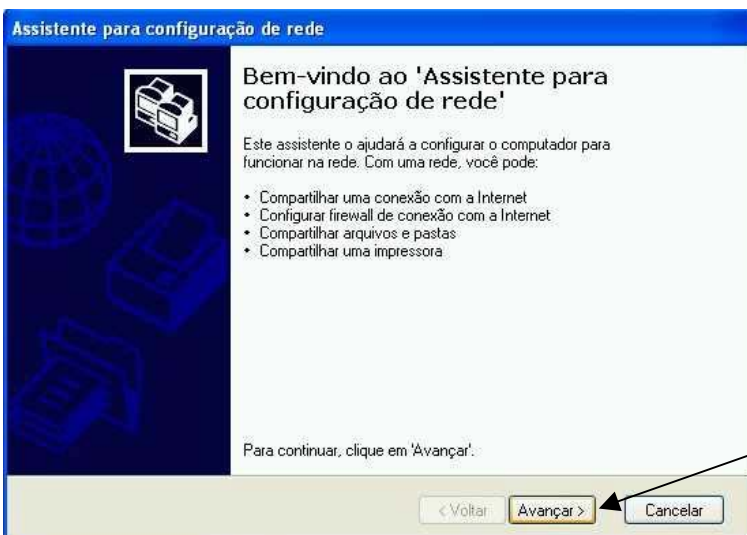 Assistente para configuração de rede
Bem-vindo ao 'Assistente para
configuração de rede'
Este assistente o ajudará a configurar o computador para
funcionar na rede. Com uma rede, você pode:
• Compartilhar uma conexão com a Internet
• Configurar firewall de conexão com a Internet
• Compartilhar arquivos e pastas
• Compartilhar uma impressora
Para continuar, clique em 'Avançar'.
< Voltar Avançar > Cancelar